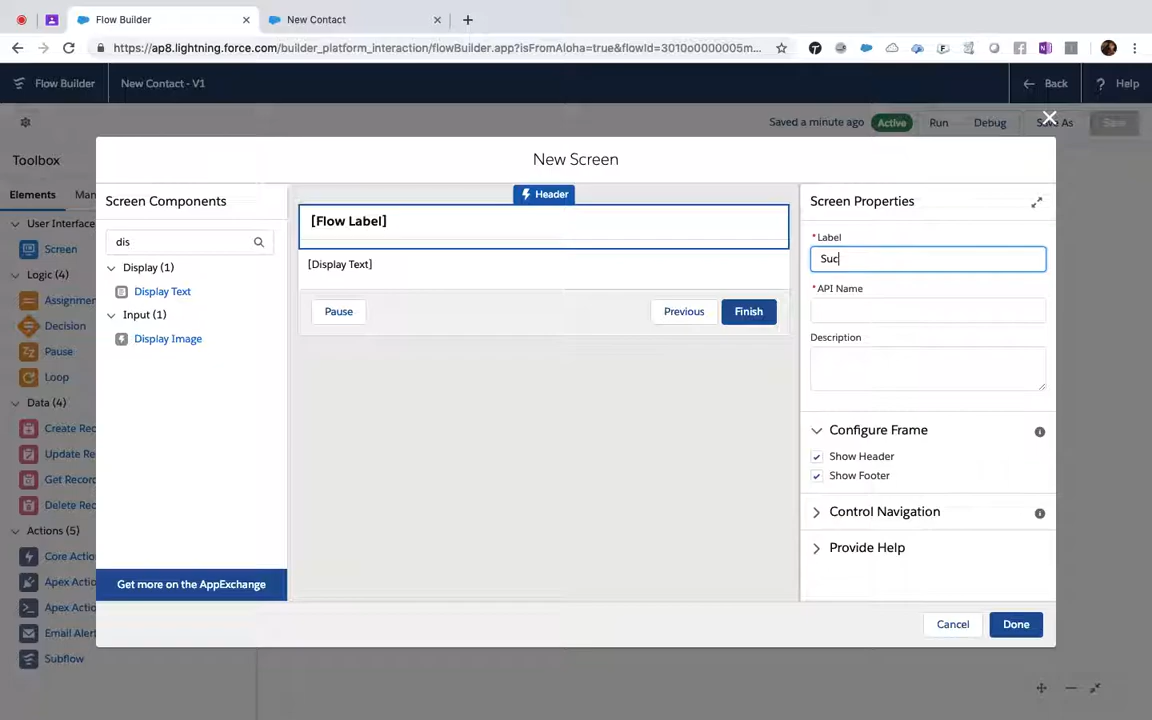 Flow Builder
New Contact
https://ap8.lightning.force.com/builder_platform_interaction/flowBuilder.app?isFromAloha=true&flowId=3010o0000005m...
Flow Builder
New Contact - V1
Back
? Help
Saved a minute ago
Active
Run
Debug
Save As
Save
Toolbox
Elements
Man
User Interface
Screen
Logic (4)
Assignmen
Decision
Pause
Loop
Data (4)
Create Rec
Update Re
Get Record
Delete Rec
Actions (5)
Core Actio
Apex Actio
Apex Actio
Email Alert
Subflow
New Screen
Screen Components
dis
Display (1)
Display Text
Input (1)
Display Image
Get more on the AppExchange
Header
[Flow Label]
[Display Text]
Pause
Previous
Finish
Screen Properties
*Label
Suc
*API Name
Description
Configure Frame
Show Header
Show Footer
Control Navigation
Provide Help
Cancel
Done